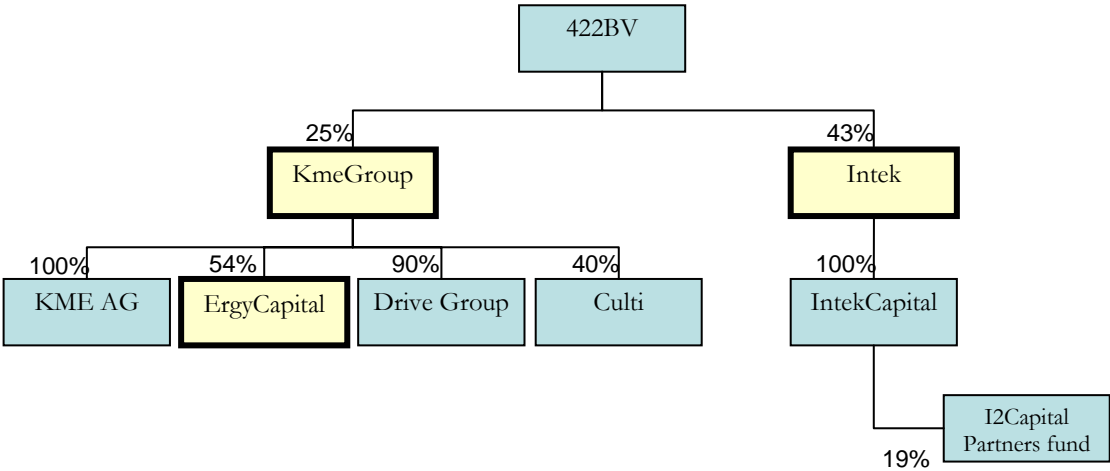 422BV
25%
43%
KmeGroup
Intek
100%
54%
90%
40%
100%
KME AG
ErgyCapital
Drive Group
Culti
IntekCapital
I2Capital
Partners fund
19%